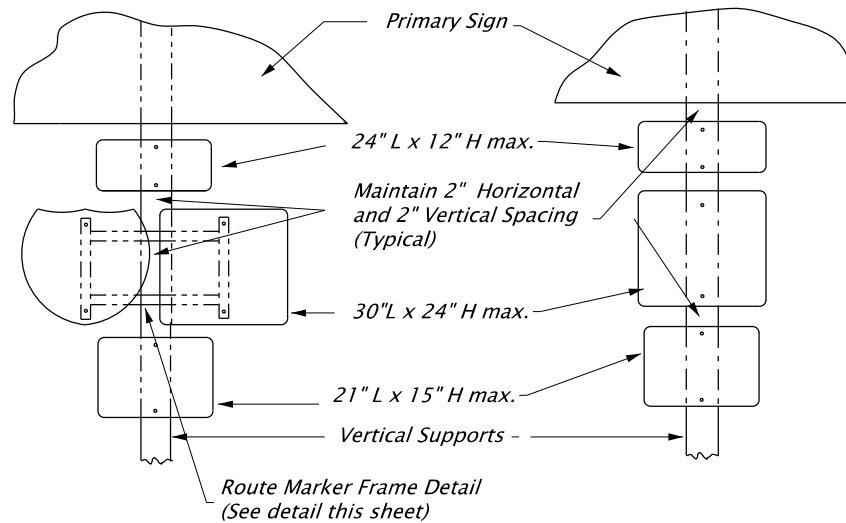 Primary Sign
24" L x 12" H max.
Maintain 2" Horizontal
and 2" Vertical Spacing
(Typical)
30"L x 24" H max.
21" L x 15" H max.
Vertical Supports
Route Marker Frame Detail
(See detail this sheet)